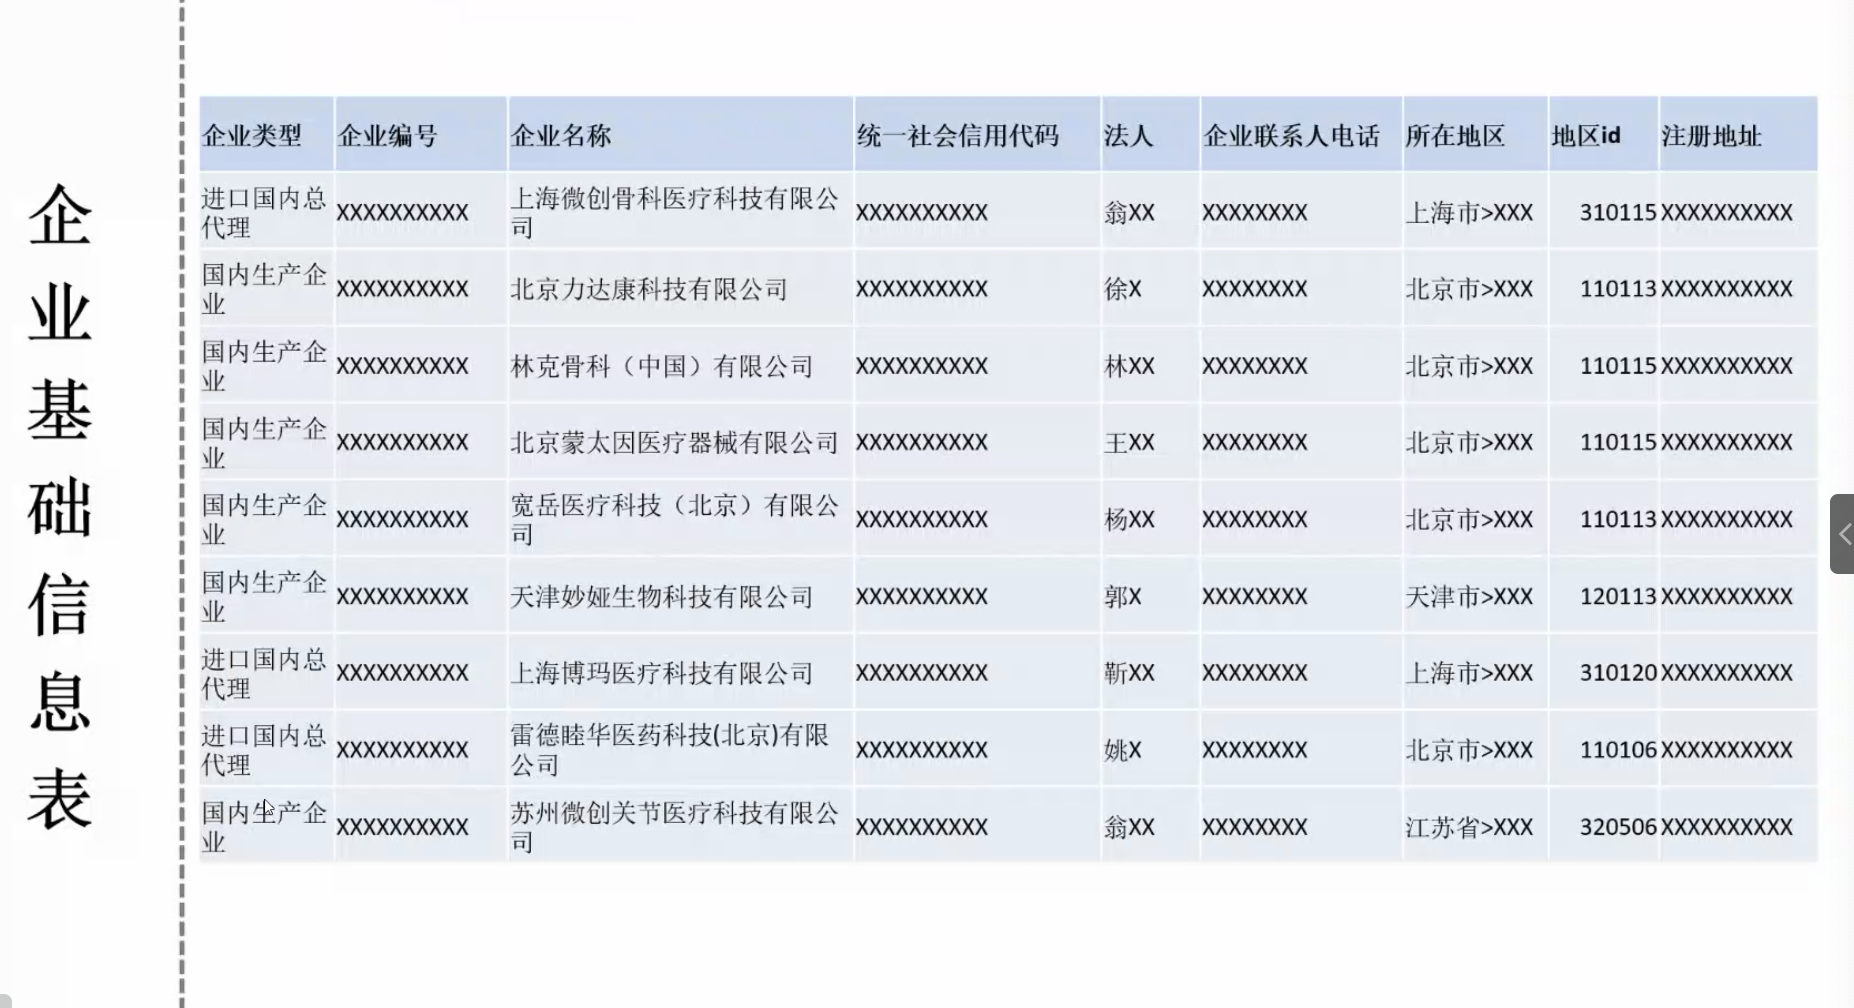 企业基础信息表
企业类型 企业编号 企业名称 统一社会信用代码 法人 企业联系人电话 所在地区 地区id 注册地址
进口国内总代理 XXXXXXXXXX 上海微创骨科医疗科技有限公司 XXXXXXXXXX 翁XX XXXXXXXX 上海市>XXX 310115 XXXXXXXXXX
国内生产企业 XXXXXXXXXX 北京力达康科技有限公司 XXXXXXXXXX 徐X XXXXXXXX 北京市>XXX 110113 XXXXXXXXXX
国内生产企业 XXXXXXXXXX 林克骨科（中国）有限公司 XXXXXXXXXX 林XX XXXXXXXX 北京市>XXX 110115 XXXXXXXXXX
国内生产企业 XXXXXXXXXX 北京蒙太因医疗器械有限公司 XXXXXXXXXX 王XX XXXXXXXX 北京市>XXX 110115 XXXXXXXXXX
国内生产企业 XXXXXXXXXX 宽岳医疗科技（北京）有限公司 XXXXXXXXXX 杨XX XXXXXXXX 北京市>XXX 110113 XXXXXXXXXX
国内生产企业 XXXXXXXXXX 天津妙娅生物科技有限公司 XXXXXXXXXX 郭X XXXXXXXX 天津市>XXX 120113 XXXXXXXXXX
进口国内总代理 XXXXXXXXXX 上海博玛医疗科技有限公司 XXXXXXXXXX 靳XX XXXXXXXX 上海市>XXX 310120 XXXXXXXXXX
进口国内总代理 XXXXXXXXXX 雷德睦华医药科技(北京)有限公司 XXXXXXXXXX 姚X XXXXXXXX 北京市>XXX 110106 XXXXXXXXXX
国内生产企业 XXXXXXXXXX 苏州微创关节医疗科技有限公司 XXXXXXXXXX 翁XX XXXXXXXX 江苏省>XXX 320506 XXXXXXXXXX